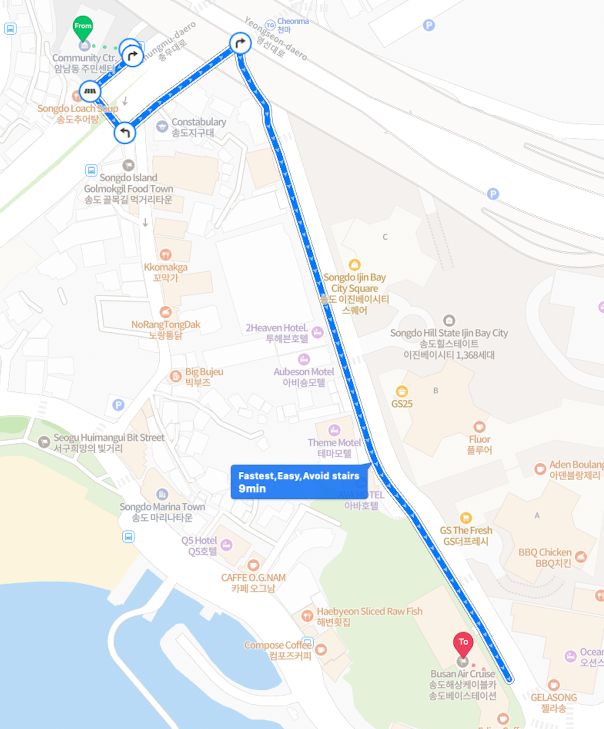 From
Community Ctr.
암남동 주민센터
Chungmu-daero
충무대로
Yeongseon-daero
영선대로
TG
Cheonma
천마
P
Songdo Loach Soup
송도추어탕
Constabulary
송도지구대
Songdo Island
Golmokgil Food Town
송도 골목길 먹거리타운
P
C
Kkomakga
꼬막가
Songdo Ijin Bay
City Square
송도 이진베이시티
스퀘어
NoRangTongDak
노랑통닭
2Heaven Hotel.
투헤븐호텔
Songdo Hill State Ijin Bay City
송도힐스테이트
이진베이시티 1,368세대
Aubeson Motel
아비숑모텔
Big Bujeu
빅부즈
B
GS25
P
Seogu Huimangui Bit Street
서구희망의 빛거리
Theme Motel
테마모텔
Fluor
플루어
Fastest,Easy,Avoid stairs
9min
HOTEL
아바호텔
Aden Boulang
아덴블랑제리
Songdo Marina Town
송도 마리나타운
A
GS The Fresh
GS더프레시
Q5 Hotel
Q5호텔
BBQ Chicken
BBQ치킨
CAFFE O.G.NAM
카페 오그남
Haebyeon Sliced Raw Fish
해변횟집
Compose Coffee
컴포즈커피
To
Busan Air Cruise
송도해상케이블카
송도베이스테이션
Ocean
오션스
GELASONG
젤라송